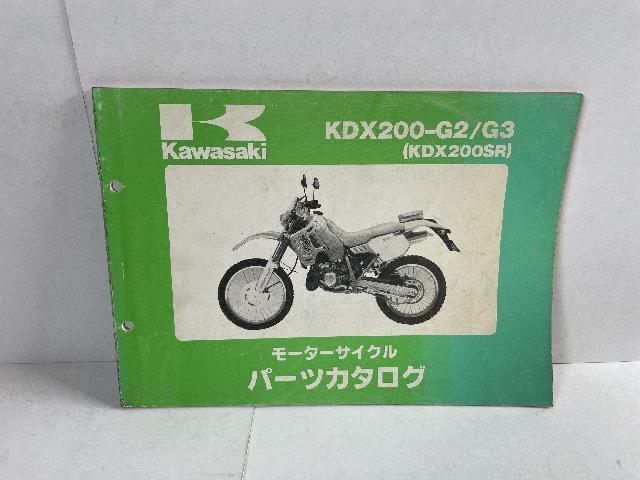 KDX200-G2/G3
(KDX200SR)
Kawasaki
モーターサイクル
パーツカタログ